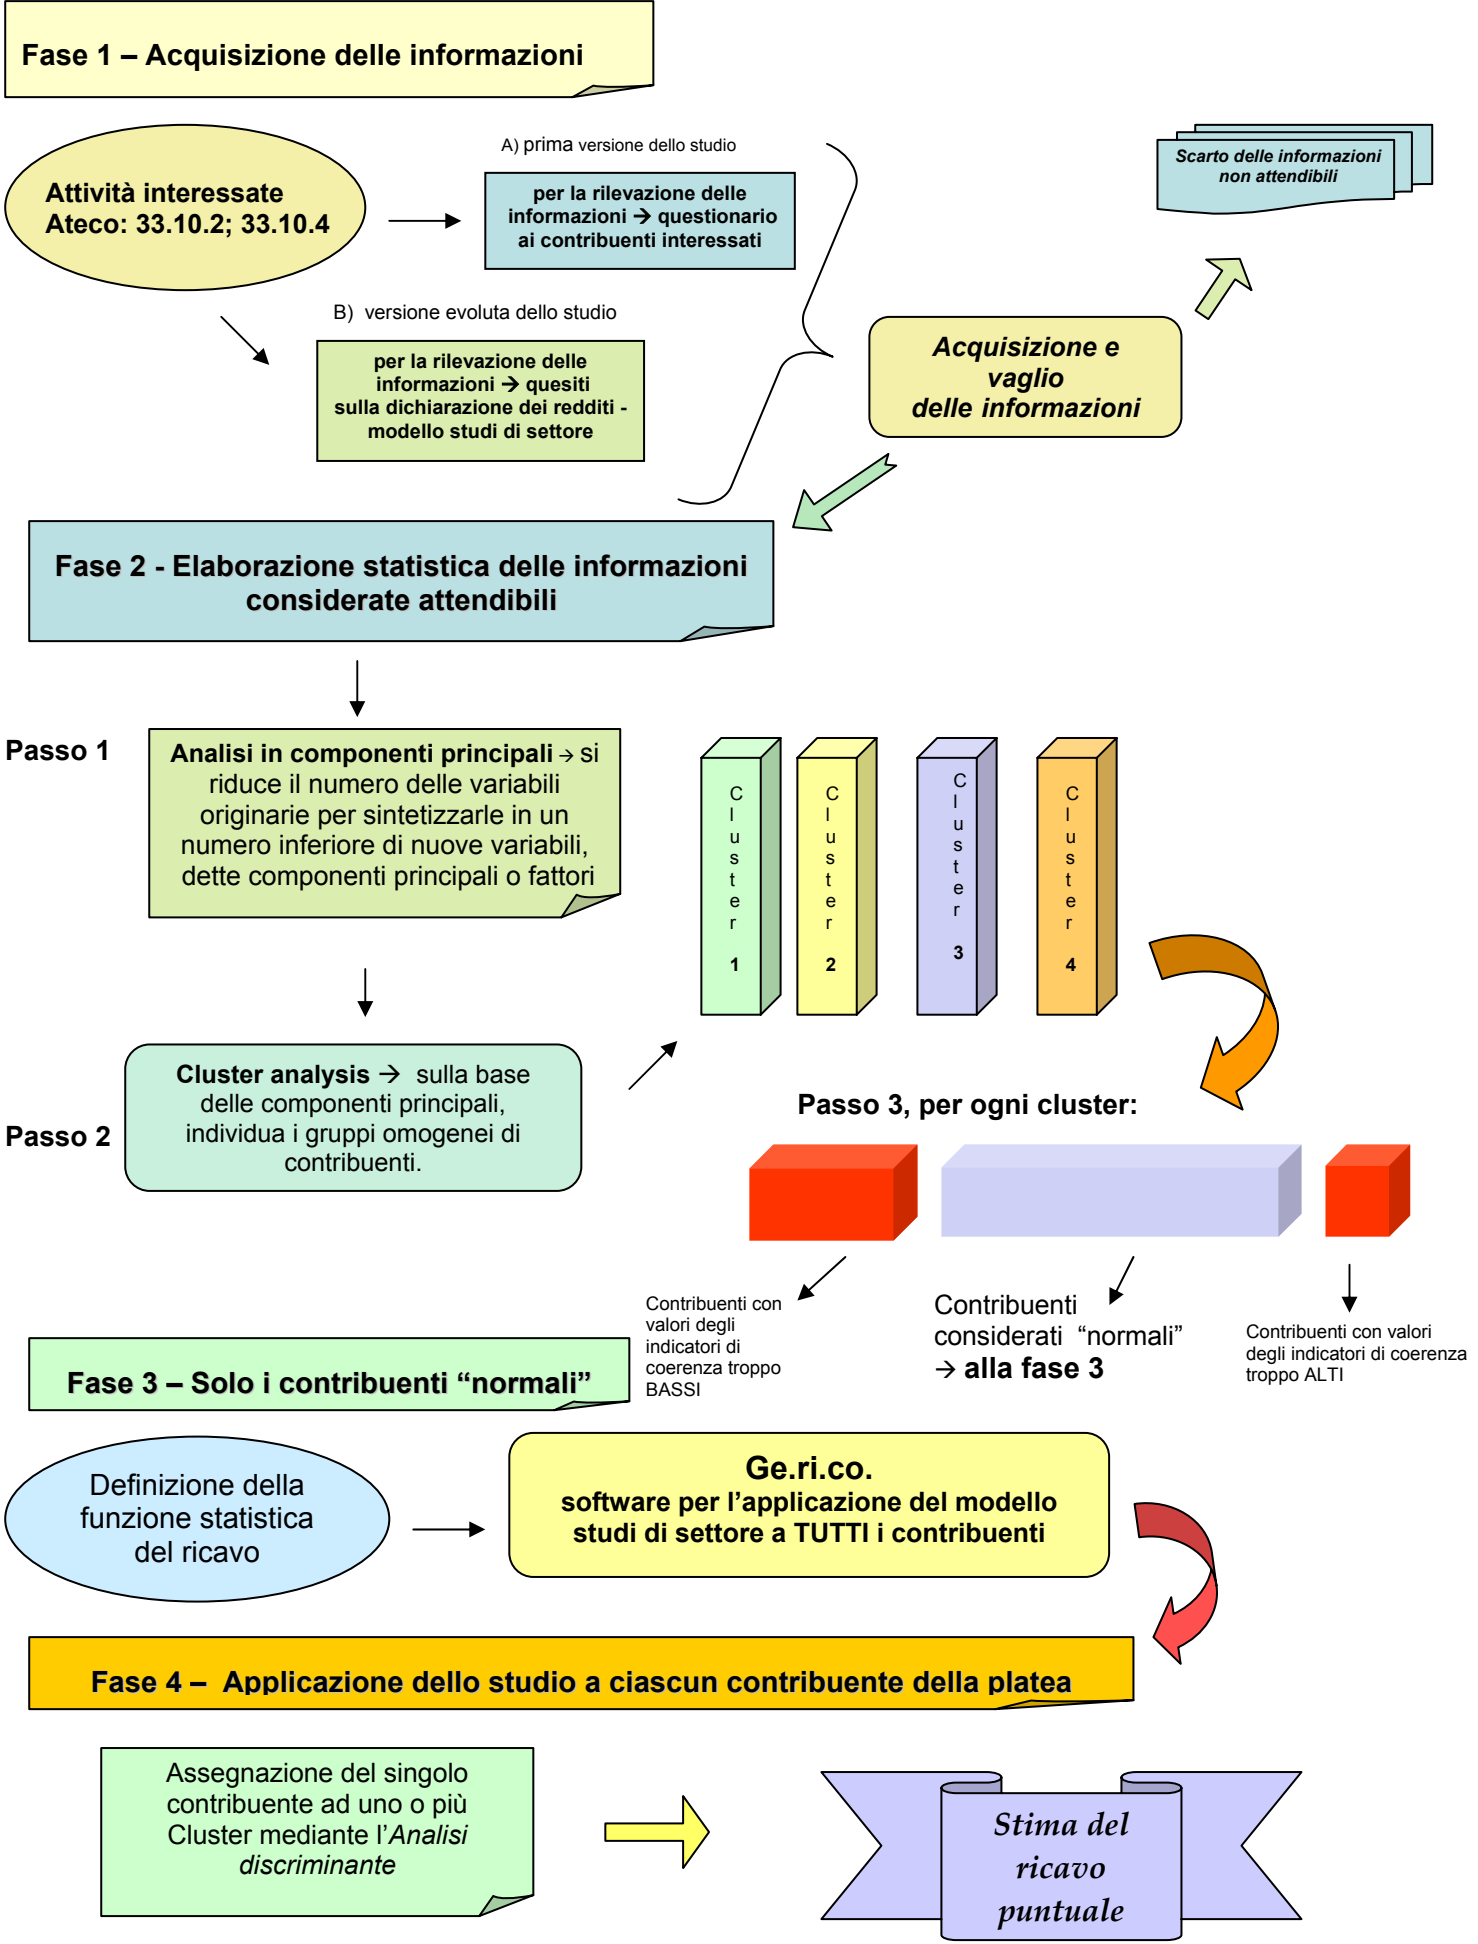 Fase 1 – Acquisizione delle informazioni
Attività interessate
Ateco: 33.10.2; 33.10.4
A) prima versione dello studio
per la rilevazione delle
informazioni → questionario
ai contribuenti interessati
B)  versione evoluta dello studio
per la rilevazione delle
informazioni → quesiti
sulla dichiarazione dei redditi -
modello studi di settore
Scarto delle informazioni
non attendibili
Acquisizione e
vaglio
delle informazioni
Fase 2 - Elaborazione statistica delle informazioni
considerate attendibili
Passo 1
Analisi in componenti principali → si
riduce il numero delle variabili
originarie per sintetizzarle in un
numero inferiore di nuove variabili,
dette componenti principali o fattori
Cluster 1
Cluster 2
Cluster 3
Cluster 4
Passo 2
Cluster analysis →  sulla base
delle componenti principali,
individua i gruppi omogenei di
contribuenti.
Passo 3, per ogni cluster:
Contribuenti con
valori degli
indicatori di
coerenza troppo
BASSI
Contribuenti
considerati  “normali”
→ alla fase 3
Contribuenti con valori
degli indicatori di coerenza
troppo ALTI
Fase 3 – Solo i contribuenti “normali”
Definizione della
funzione statistica
del ricavo
Ge.ri.co.
software per l’applicazione del modello
studi di settore a TUTTI i contribuenti
Fase 4 –  Applicazione dello studio a ciascun contribuente della platea
Assegnazione del singolo
contribuente ad uno o più
Cluster mediante l’Analisi
discriminante
Stima del
ricavo
puntuale